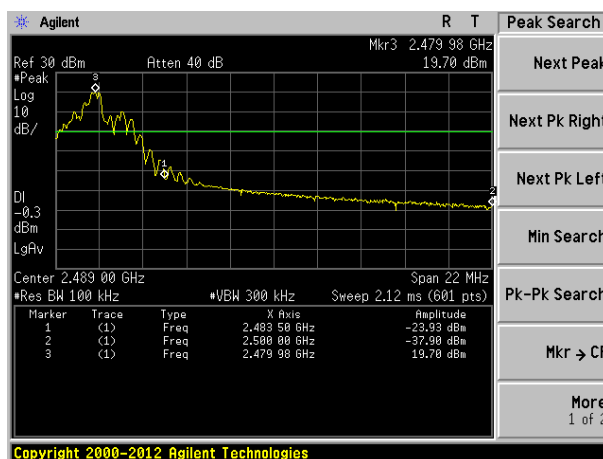 Agilent R T Peak Search
Mkr3 2.479 98 GHz
Ref 30 dBm Atten 40 dB 19.70 dBm
#Peak
Log
10
dB/
DI
-0.3
dBm
LgAv
3
1
2
Center 2.489 00 GHz Span 22 MHz
#Res BW 100 kHz #VBW 300 kHz Sweep 2.12 ms (601 pts)
Marker Trace Type X Axis Amplitude
1 (1) Freq 2.483 50 GHz -23.93 dBm
2 (1) Freq 2.500 00 GHz -37.90 dBm
3 (1) Freq 2.479 98 GHz 19.70 dBm
Next Peak
Next Pk Right
Next Pk Left
Min Search
Pk-Pk Search
Mkr → CF
More
1 of 2
Copyright 2000-2012 Agilent Technologies